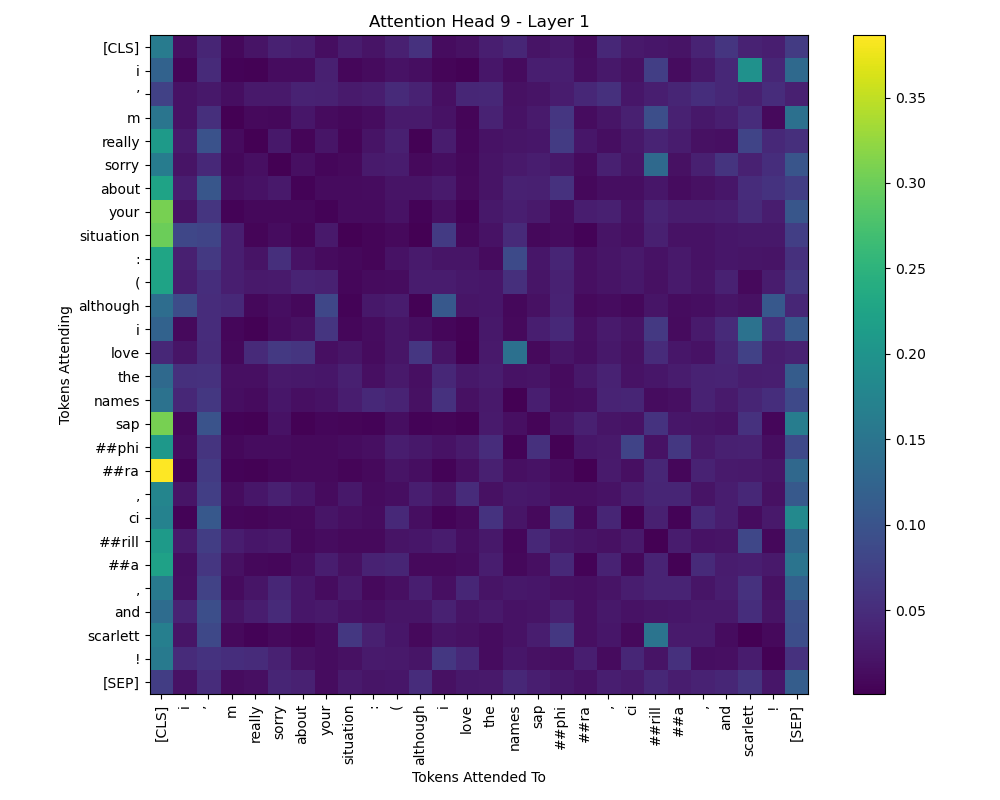 Attention Head 9 - Layer 1
Tokens Attending
[CLS]
i
’
m
really
sorry
about
your
situation
:
(
although
i
love
the
names
sap
##phi
##ra
,
ci
##rill
##a
,
and
scarlett
!
[SEP]
[CLS]
i
’
m
really
sorry
about
your
situation
:
(
although
i
love
the
names
sap
##phi
##ra
,
ci
##rill
##a
,
and
scarlett
!
[SEP]
Tokens Attended To
0.35
0.30
0.25
0.20
0.15
0.10
0.05